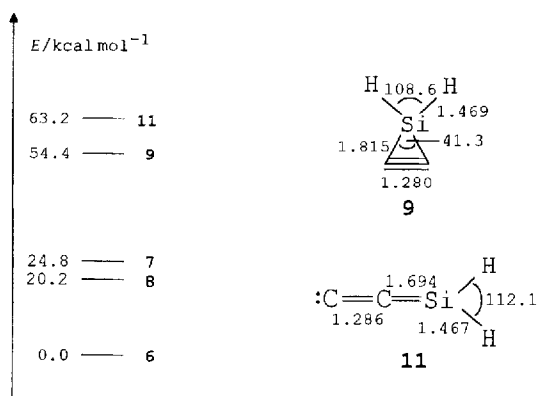 E/kcal mol⁻¹
63.2 11
54.4 9
24.8 7
20.2 8
0.0 6
H 108.6 H
1.469
Si
1.815 41.3
1.280
9
H
1.694
:C C Si 112.1
1.286 1.467
H
11